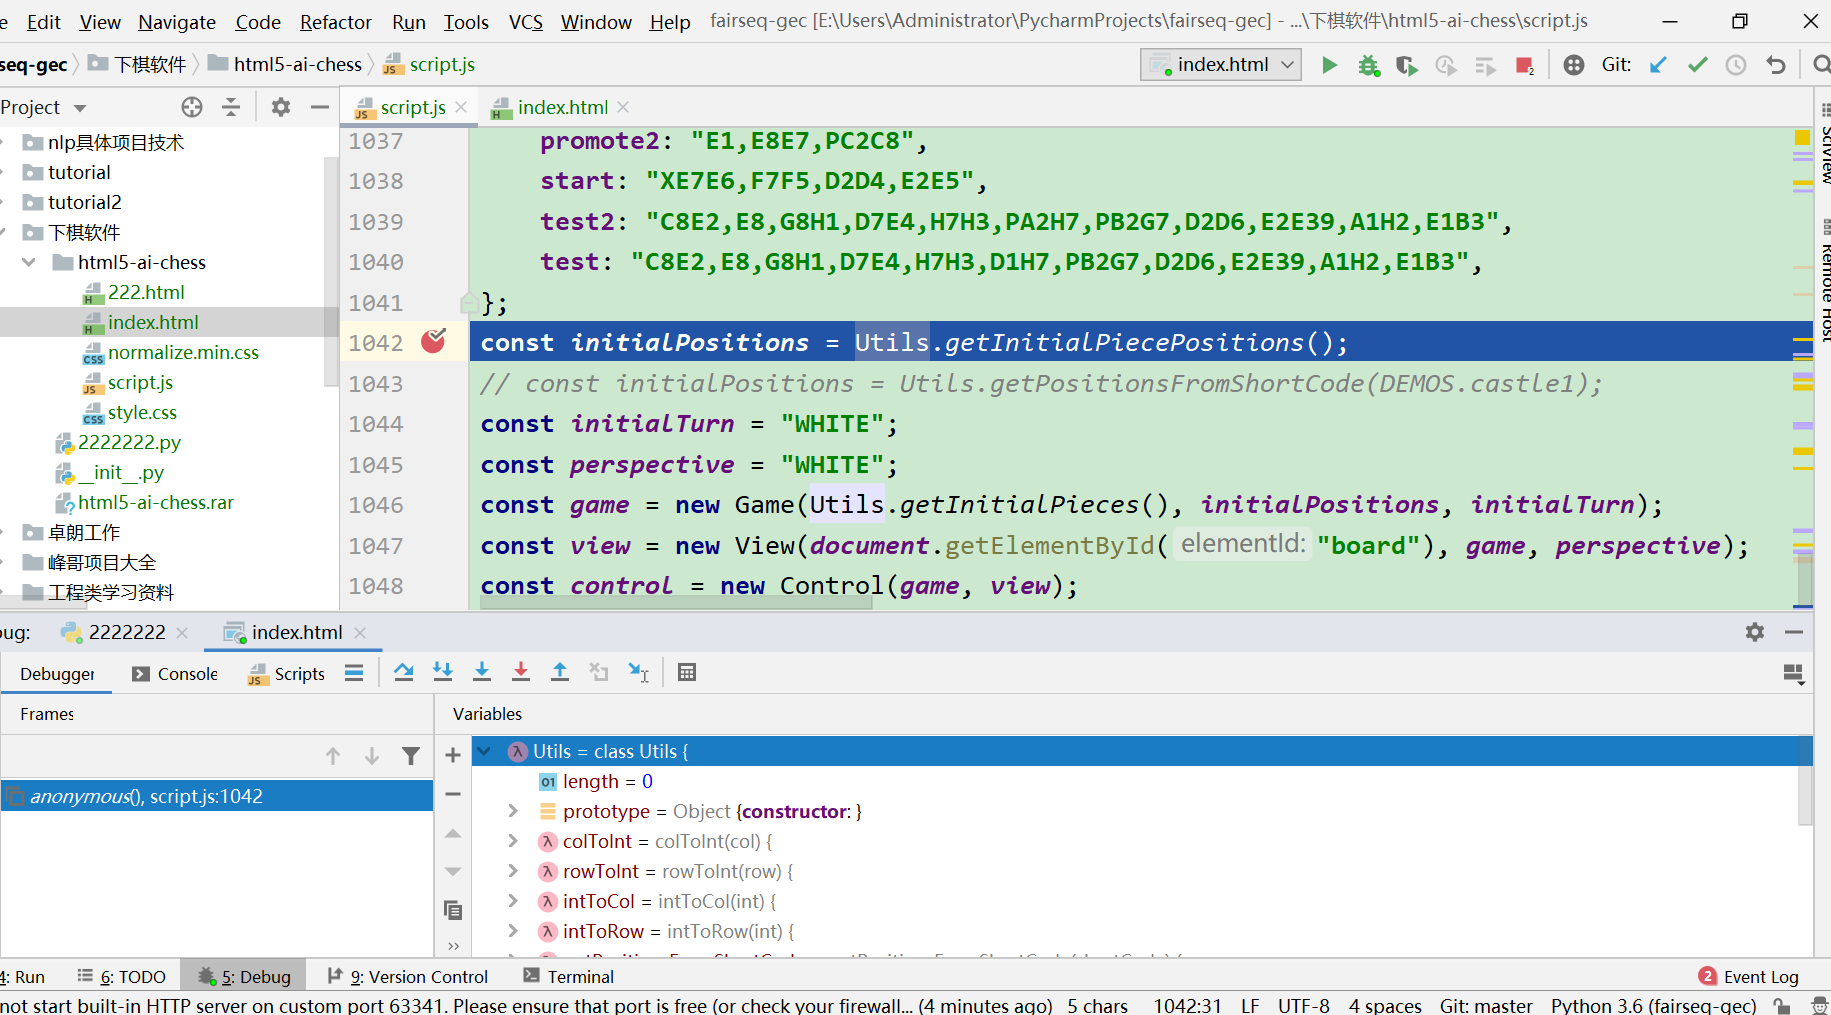 e Edit View Navigate Code Refactor Run Tools VCS Window Help fairseq-gec [E:\Users\Administrator\PycharmProjects\fairseq-gec] - ...\下棋软件\html5-ai-chess\script.js
seq-gec 下棋软件 html5-ai-chess script.js index.html Git:
Project script.js index.html
nlp具体项目技术
tutorial
tutorial2
下棋软件
html5-ai-chess
222.html
index.html
normalize.min.css
script.js
style.css
2222222.py
__init__.py
html5-ai-chess.rar
卓朗工作
峰哥项目大全
工程类学习资料
1037 promote2: "E1,E8E7,PC2C8",
1038 start: "XE7E6,F7F5,D2D4,E2E5",
1039 test2: "C8E2,E8,G8H1,D7E4,H7H3,PA2H7,PB2G7,D2D6,E2E39,A1H2,E1B3",
1040 test: "C8E2,E8,G8H1,D7E4,H7H3,D1H7,PB2G7,D2D6,E2E39,A1H2,E1B3",
1041 };
1042 const initialPositions = Utils.getInitialPiecePositions();
1043 // const initialPositions = Utils.getPositionsFromShortCode(DEMOS.castle1);
1044 const initialTurn = "WHITE";
1045 const perspective = "WHITE";
1046 const game = new Game(Utils.getInitialPieces(), initialPositions, initialTurn);
1047 const view = new View(document.getElementById( elementId: "board"), game, perspective);
1048 const control = new Control(game, view);
SciView
Remote Host
ug: 2222222 index.html
Debugger Console Scripts
Frames Variables
anonymous(), script.js:1042
Utils = class Utils {
01 length = 0
prototype = Object {constructor: }
colToInt = colToInt(col) {
rowToInt = rowToInt(row) {
intToCol = intToCol(int) {
intToRow = intToRow(int) {
4: Run 6: TODO 5: Debug 9: Version Control Terminal 2 Event Log
not start built-in HTTP server on custom port 63341. Please ensure that port is free (or check your firewall... (4 minutes ago) 5 chars 1042:31 LF UTF-8 4 spaces Git: master Python 3.6 (fairseq-gec)